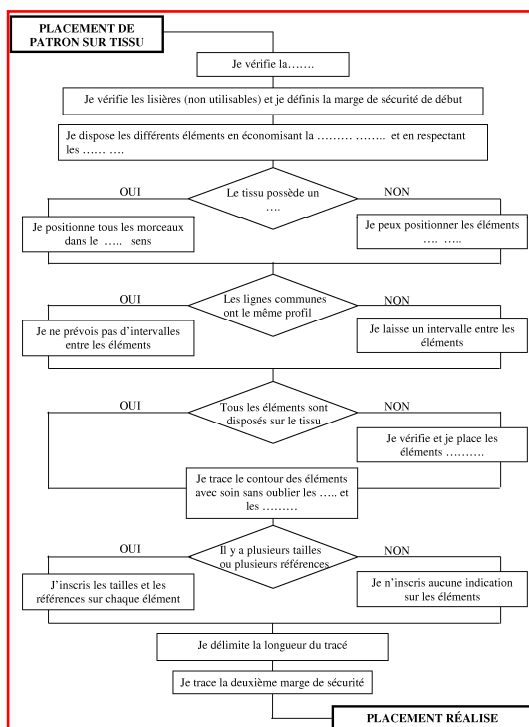 PLACEMENT DE
PATRON SUR TISSU
Je vérifie la…….
Je vérifie les lisières (non utilisables) et je définis la marge de sécurité de début
Je dispose les différents éléments en économisant la ……… …….. et en respectant
les …… ….
OUI
Le tissu possède un
….
NON
Je positionne tous les morceaux
dans le ….. sens
Je peux positionner les éléments
…. …..
OUI
Les lignes communes
ont le même profil
NON
Je ne prévois pas d'intervalles
entre les éléments
Je laisse un intervalle entre les
éléments
OUI
Tous les éléments sont
disposés sur le tissu
NON
Je vérifie et je place les
éléments ……….
Je trace le contour des éléments
avec soin sans oublier les ….. et
les ………
OUI
Il y a plusieurs tailles
ou plusieurs références
NON
J'inscris les tailles et les
références sur chaque élément
Je n'inscris aucune indication
sur les éléments
Je délimite la longueur du tracé
Je trace la deuxième marge de sécurité
PLACEMENT RÉALISE